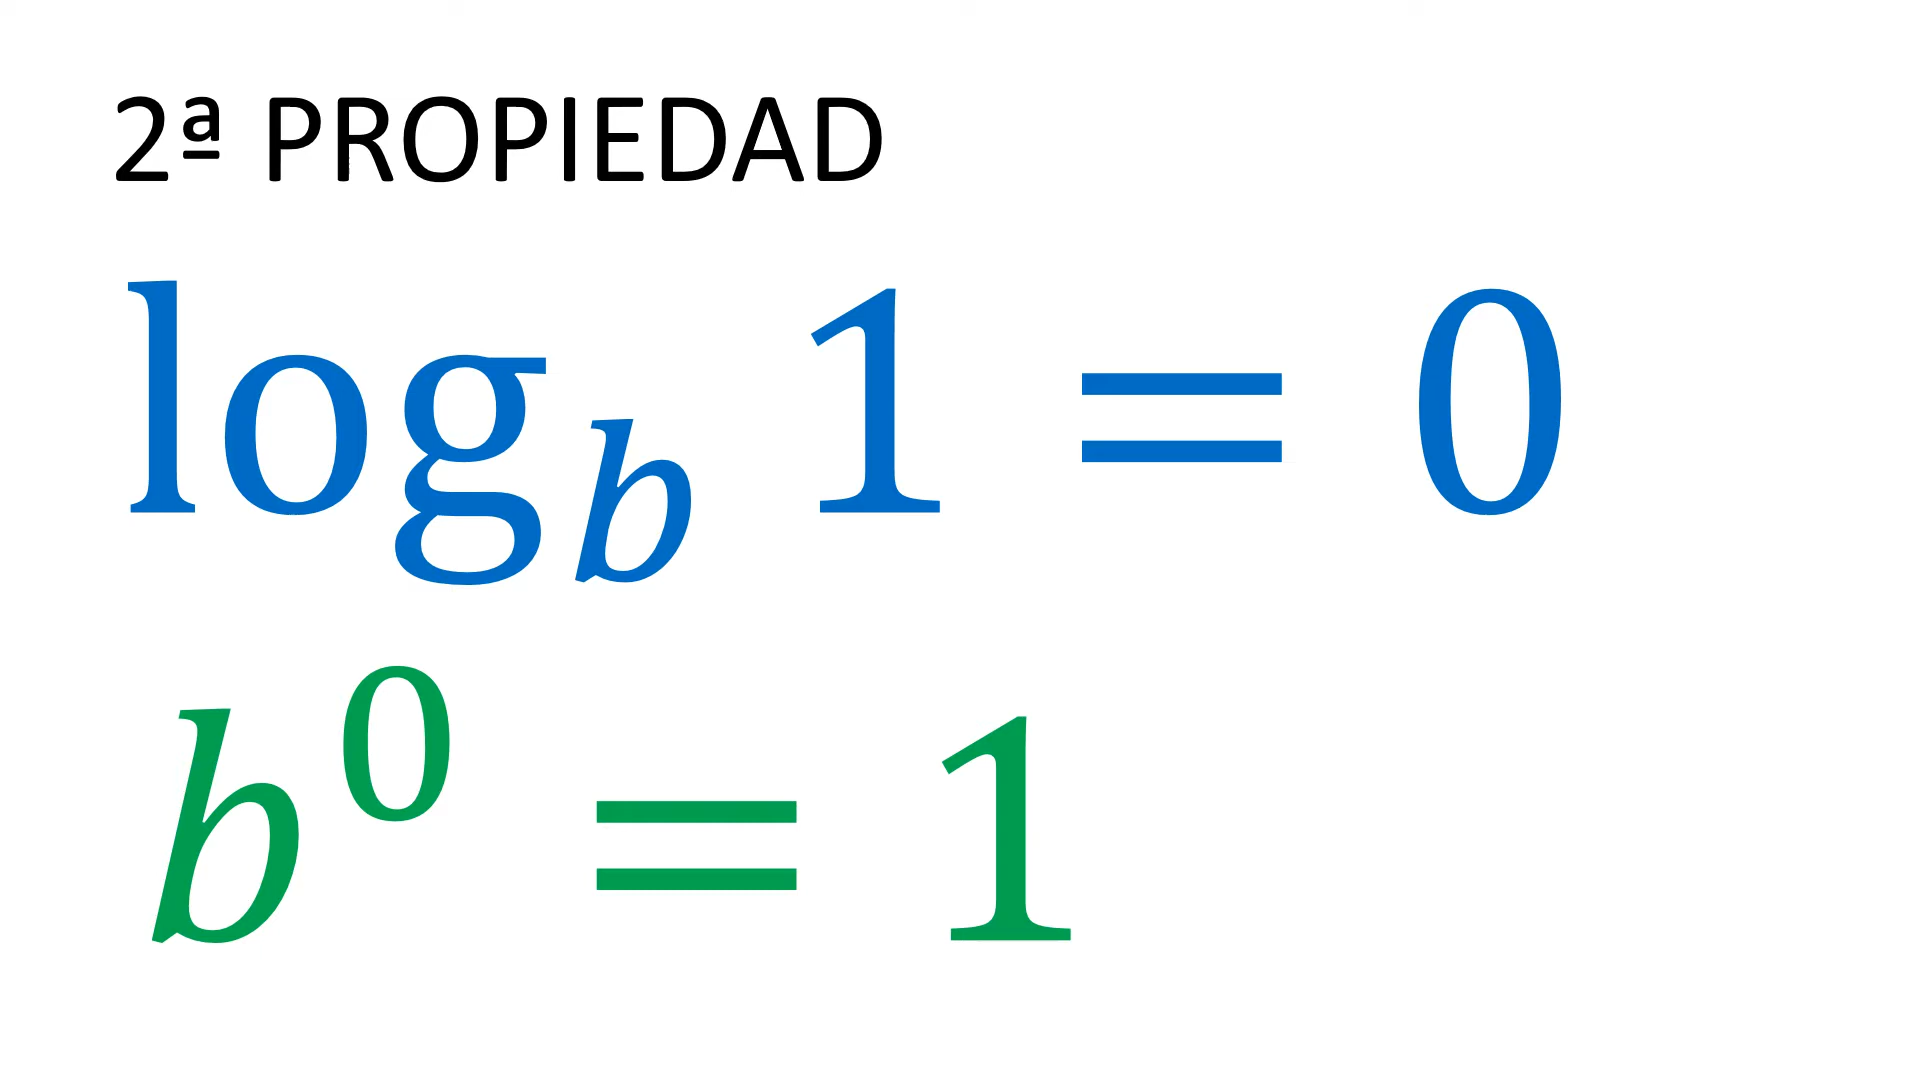 2ª PROPIEDAD
log_b 1 = 0
b^0 = 1